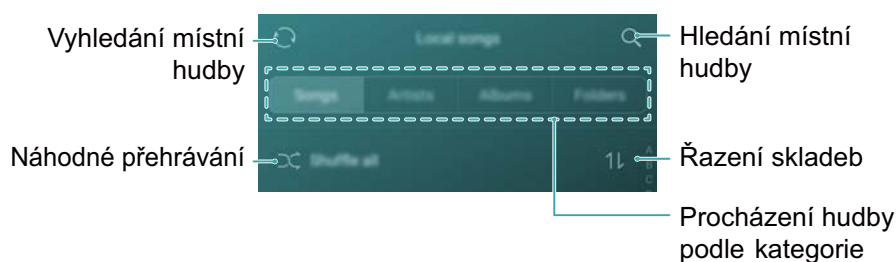 Vyhledání místní
hudby
Local songs
Hledání místní
hudby
Songs Artists Albums Folders
Náhodné přehrávání
Shuffle all
A
B
C
Řazení skladeb
Procházení hudby
podle kategorie